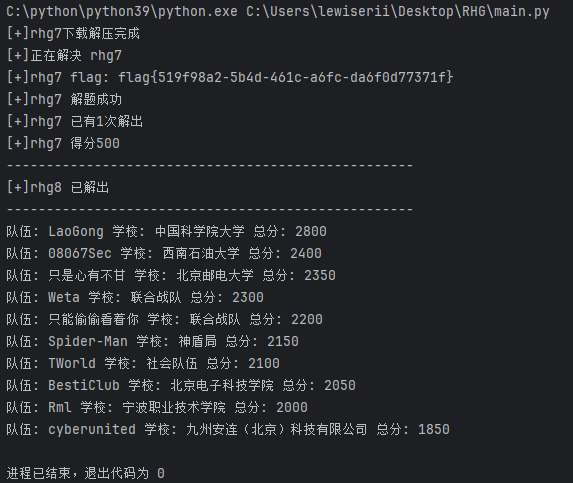 C:\python\python39\python.exe C:\Users\lewiserii\Desktop\RHG\main.py
[+]rhg7下载解压完成
[+]正在解决 rhg7
[+]rhg7 flag: flag{519f98a2-5b4d-461c-a6fc-da6f0d77371f}
[+]rhg7 解题成功
[+]rhg7 已有1次解出
[+]rhg7 得分500
---------------------------------------------------
[+]rhg8 已解出
---------------------------------------------------
队伍: LaoGong 学校: 中国科学院大学 总分: 2800
队伍: 08067Sec 学校: 西南石油大学 总分: 2400
队伍: 只是心有不甘 学校: 北京邮电大学 总分: 2350
队伍: Weta 学校: 联合战队 总分: 2300
队伍: 只能偷偷看着你 学校: 联合战队 总分: 2200
队伍: Spider-Man 学校: 神盾局 总分: 2150
队伍: TWorld 学校: 社会队伍 总分: 2100
队伍: BestiClub 学校: 北京电子科技学院 总分: 2050
队伍: Rml 学校: 宁波职业技术学院 总分: 2000
队伍: cyberunited 学校: 九州安连（北京）科技有限公司 总分: 1850
进程已结束，退出代码为 0